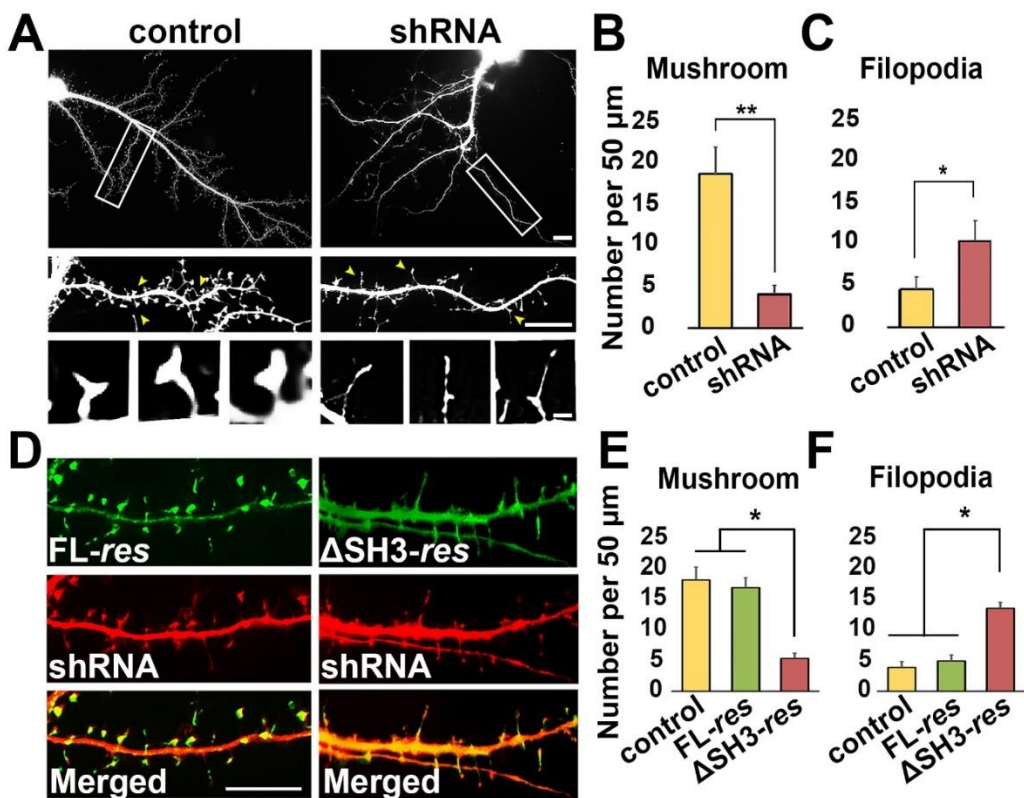 A
control
shRNA
B
Mushroom
Number per 50 µm
25
20
15
10
5
0
**
control
shRNA
C
Filopodia
25
20
15
10
5
0
*
control
shRNA
D
FL-res
ΔSH3-res
shRNA
shRNA
Merged
Merged
E
Mushroom
Number per 50 µm
25
20
15
10
5
0
*
control
FL-res
ΔSH3-res
F
Filopodia
25
20
15
10
5
0
*
control
FL-res
ΔSH3-res